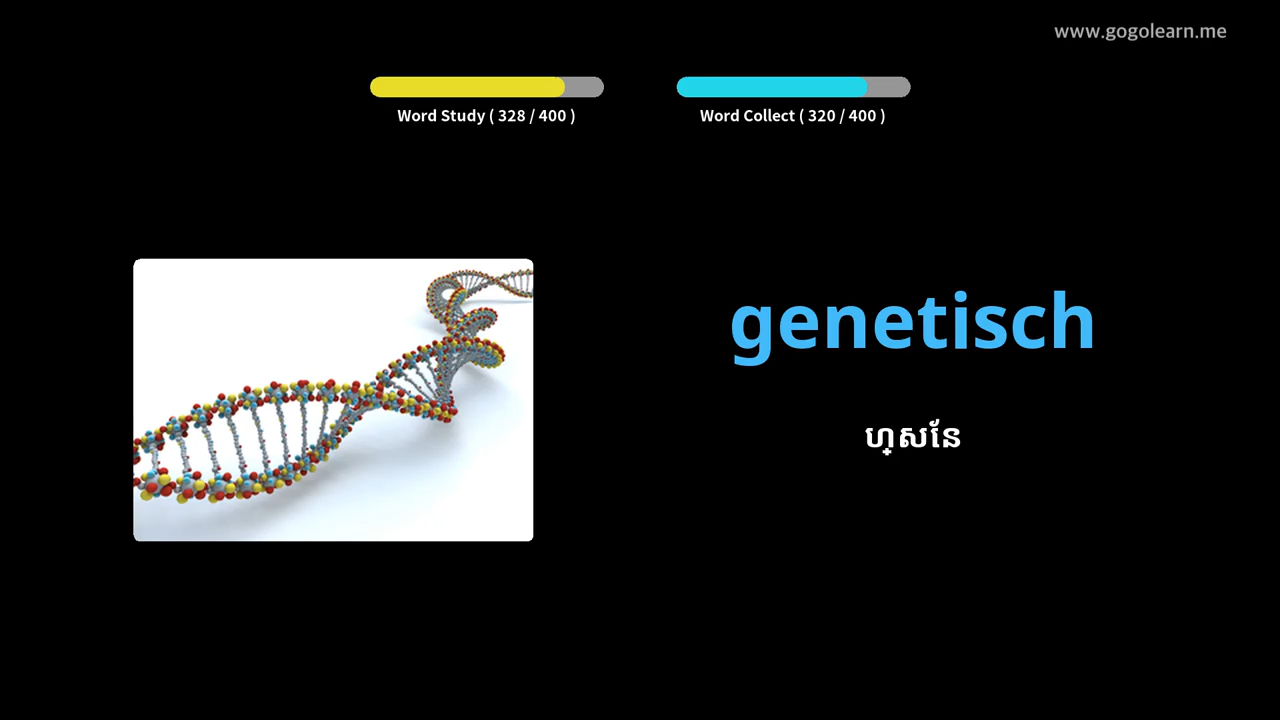 www.gogolearn.me
Word Study ( 328 / 400 )
Word Collect ( 320 / 400 )
genetisch
ហ្សែន